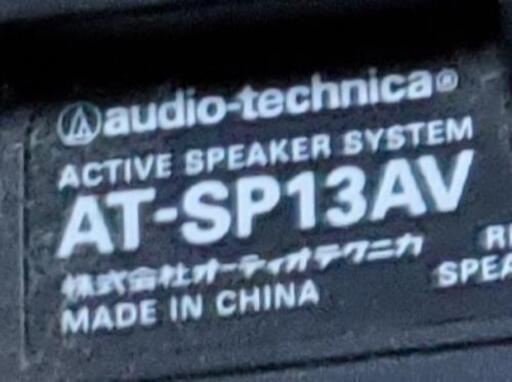 audio-technica®
ACTIVE SPEAKER SYSTEM
AT-SP13AV
株式会社オーディオテクニカ
MADE IN CHINA